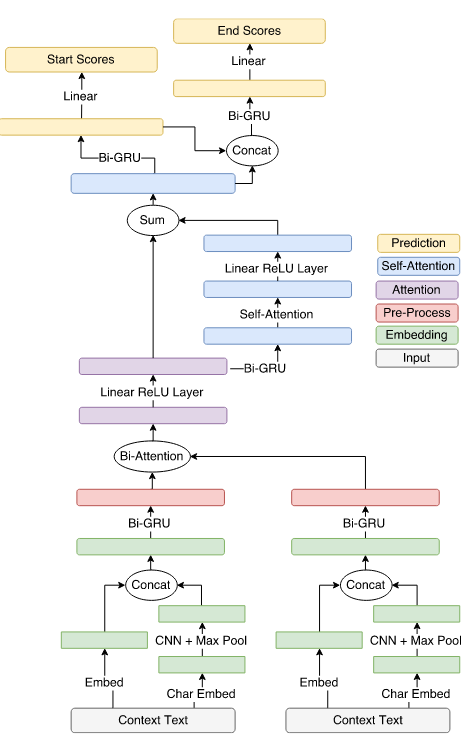 End Scores
Start Scores
Linear
Linear
Bi-GRU
Concat
Bi-GRU
Sum
Prediction
Linear ReLU Layer
Self-Attention
Attention
Self-Attention
Pre-Process
Embedding
Input
Bi-GRU
Linear ReLU Layer
Bi-Attention
Bi-GRU
Bi-GRU
Concat
Concat
CNN + Max Pool
CNN + Max Pool
Embed
Char Embed
Embed
Char Embed
Context Text
Context Text